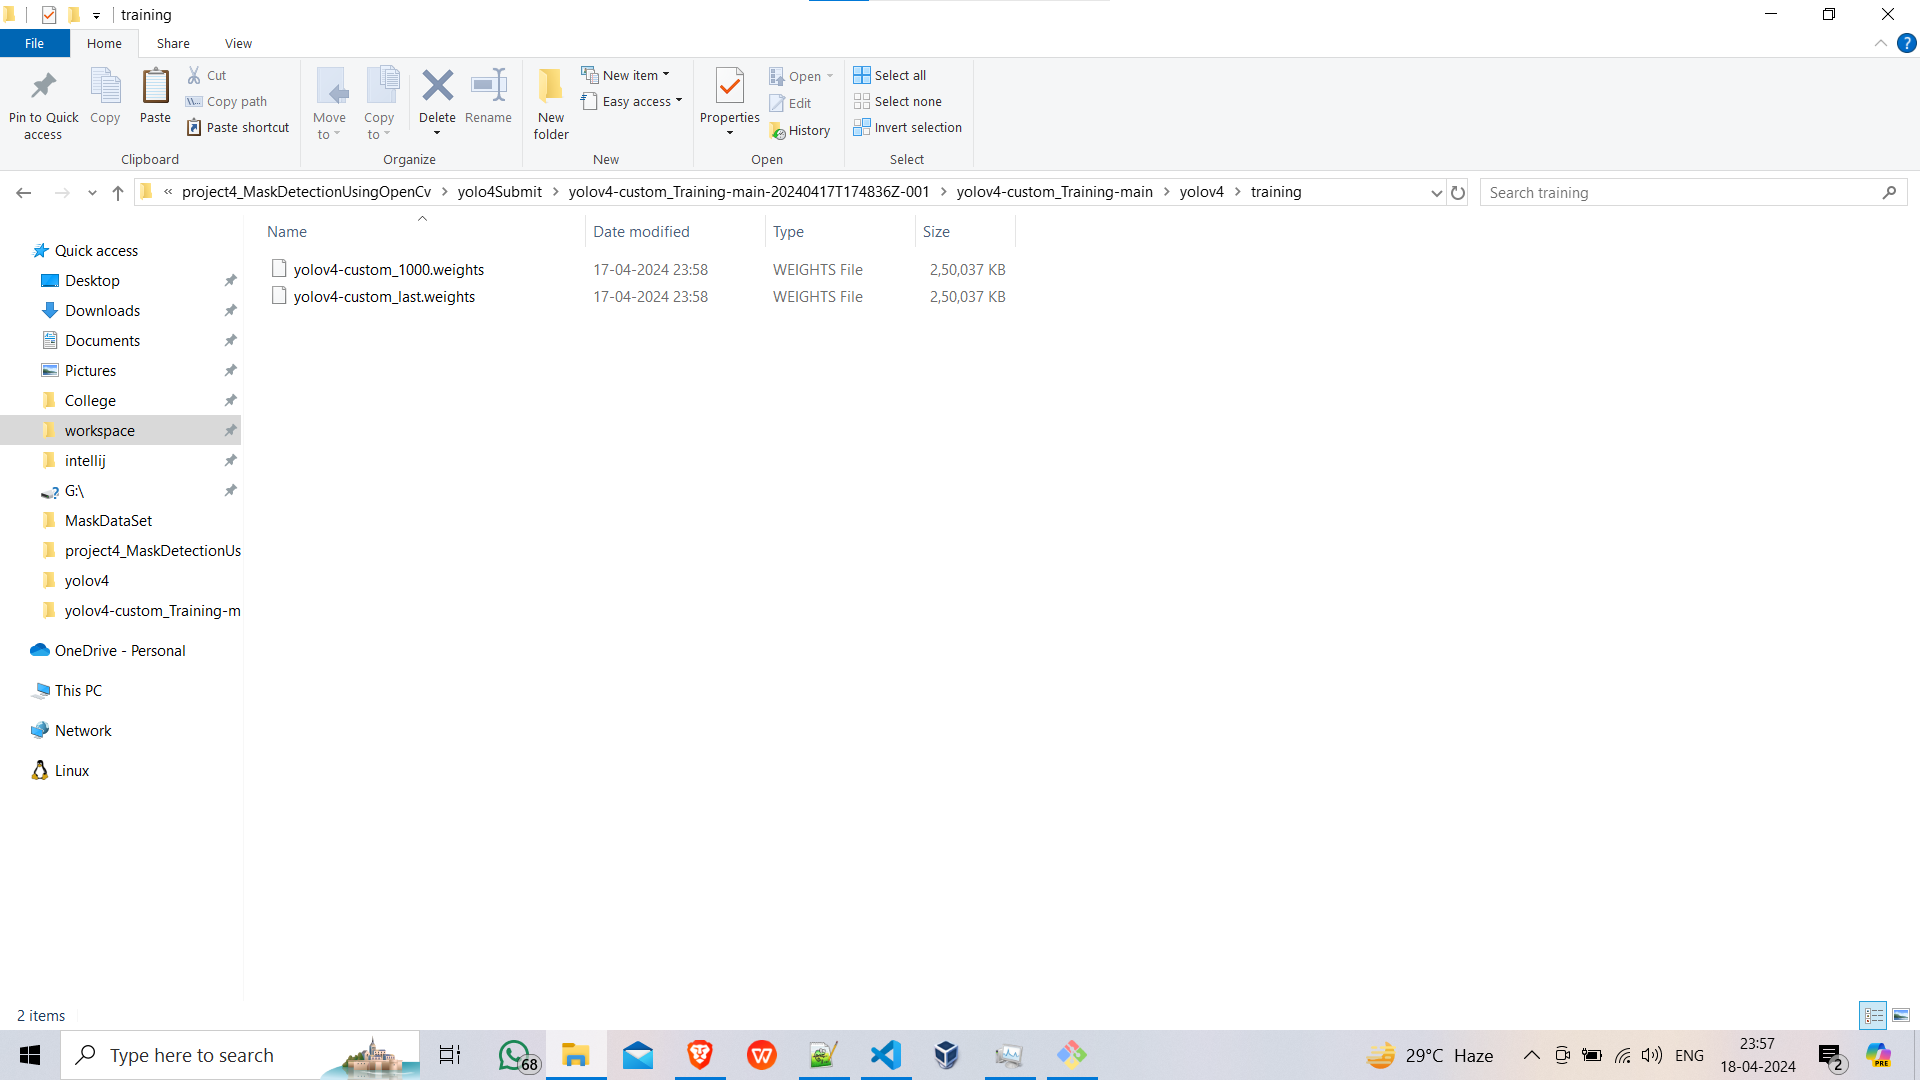 training
File Home Share View
Pin to Quick access
Copy
Paste
Cut
Copy path
Paste shortcut
Clipboard
Move to
Copy to
Delete
Rename
Organize
New folder
New item
Easy access
New
Properties
Open
Edit
History
Open
Select all
Select none
Invert selection
Select
« project4_MaskDetectionUsingOpenCv > yolo4Submit > yolov4-custom_Training-main-20240417T174836Z-001 > yolov4-custom_Training-main > yolov4 > training
Search training
Name Date modified Type Size
yolov4-custom_1000.weights 17-04-2024 23:58 WEIGHTS File 2,50,037 KB
yolov4-custom_last.weights 17-04-2024 23:58 WEIGHTS File 2,50,037 KB
Quick access
Desktop
Downloads
Documents
Pictures
College
workspace
intellij
G:\
MaskDataSet
project4_MaskDetectionUs
yolov4
yolov4-custom_Training-m
OneDrive - Personal
This PC
Network
Linux
2 items
Type here to search
68
29°C Haze
ENG
23:57
18-04-2024
2
PRE